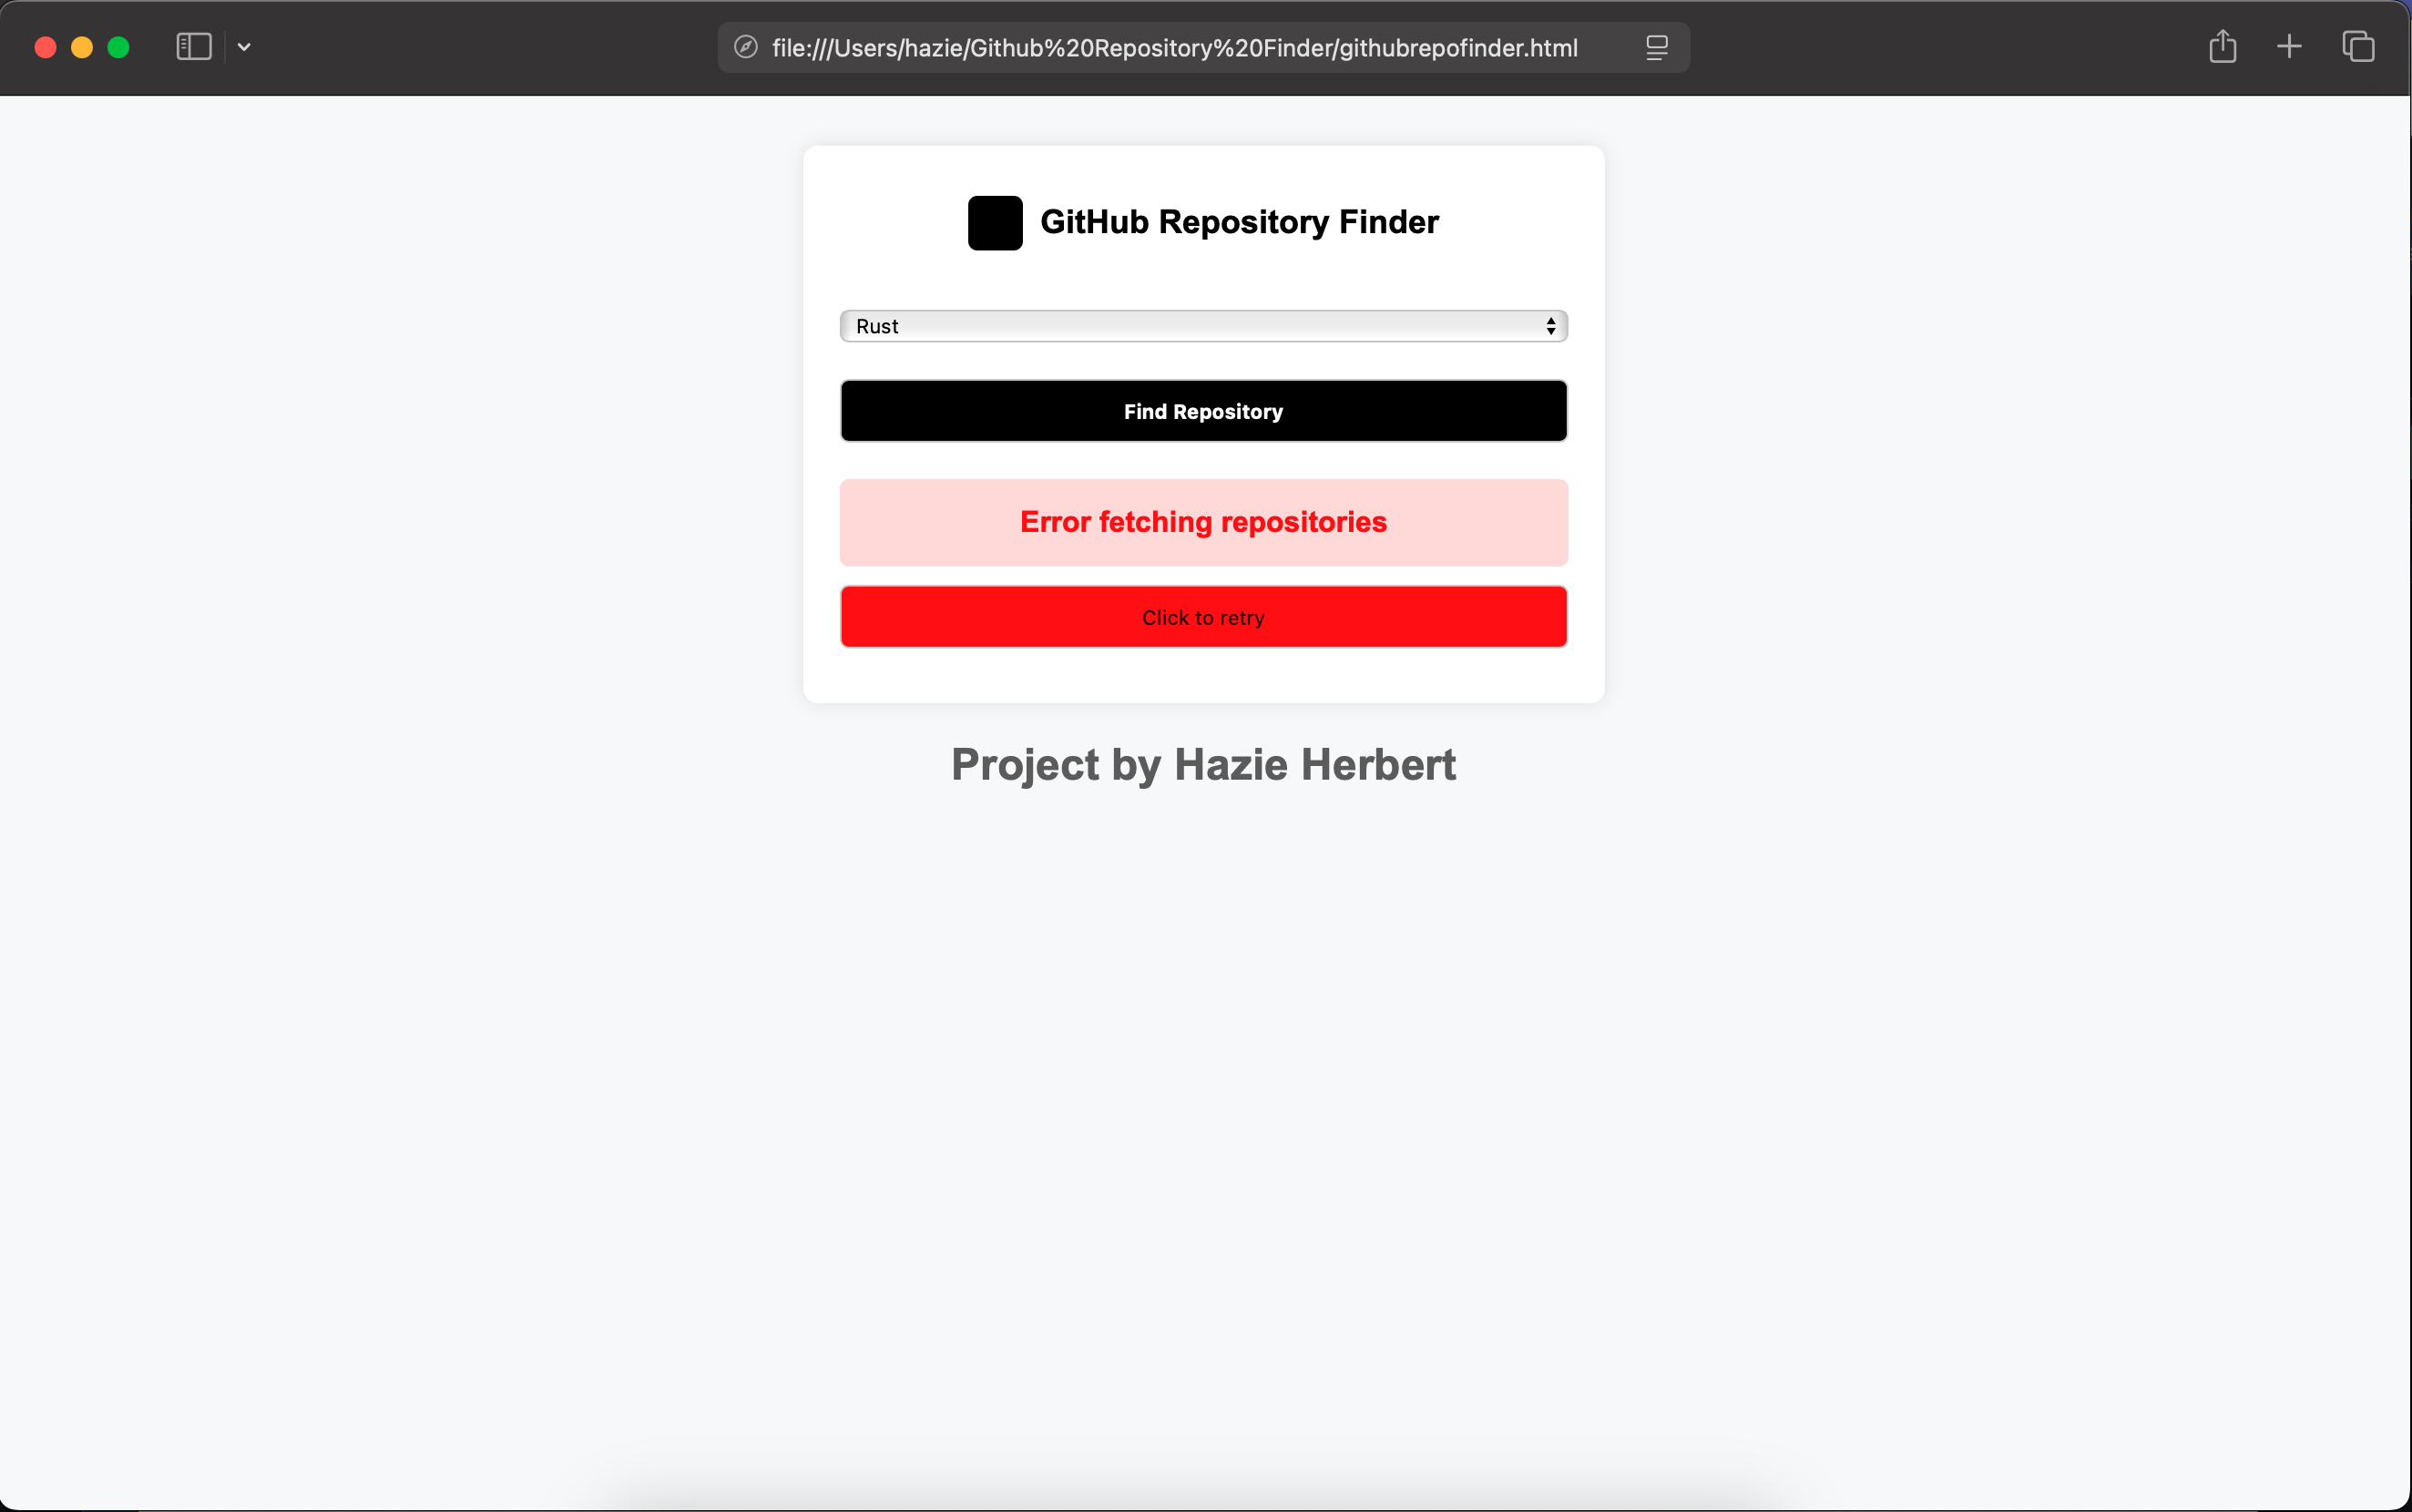 file:///Users/hazie/Github%20Repository%20Finder/githubrepofinder.html
GitHub Repository Finder
Rust
Find Repository
Error fetching repositories
Click to retry
Project by Hazie Herbert